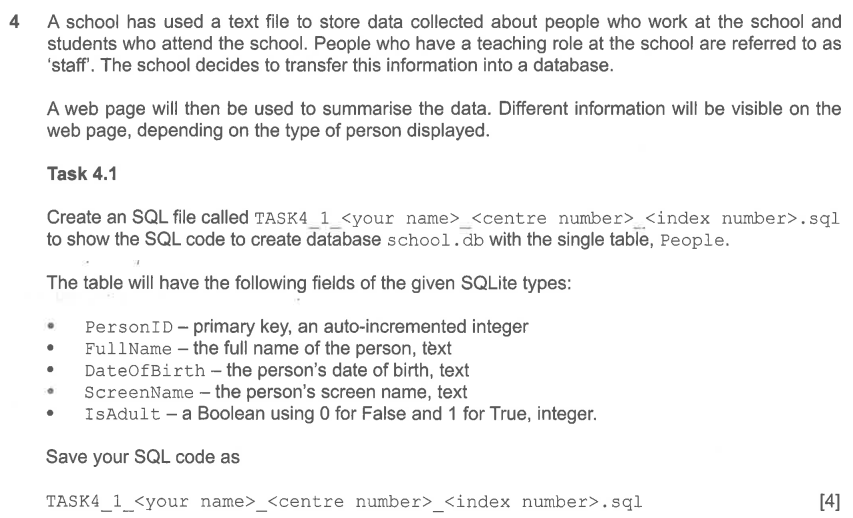 4 A school has used a text file to store data collected about people who work at the school and
students who attend the school. People who have a teaching role at the school are referred to as
‘staff’. The school decides to transfer this information into a database.
A web page will then be used to summarise the data. Different information will be visible on the
web page, depending on the type of person displayed.
Task 4.1
Create an SQL file called TASK4_1_<your name>_<centre number>_<index number>.sql
to show the SQL code to create database school.db with the single table, People.
The table will have the following fields of the given SQLite types:
• PersonID – primary key, an auto-incremented integer
• FullName – the full name of the person, text
• DateOfBirth – the person’s date of birth, text
• ScreenName – the person’s screen name, text
• IsAdult – a Boolean using 0 for False and 1 for True, integer.
Save your SQL code as
TASK4_1_<your name>_<centre number>_<index number>.sql [4]